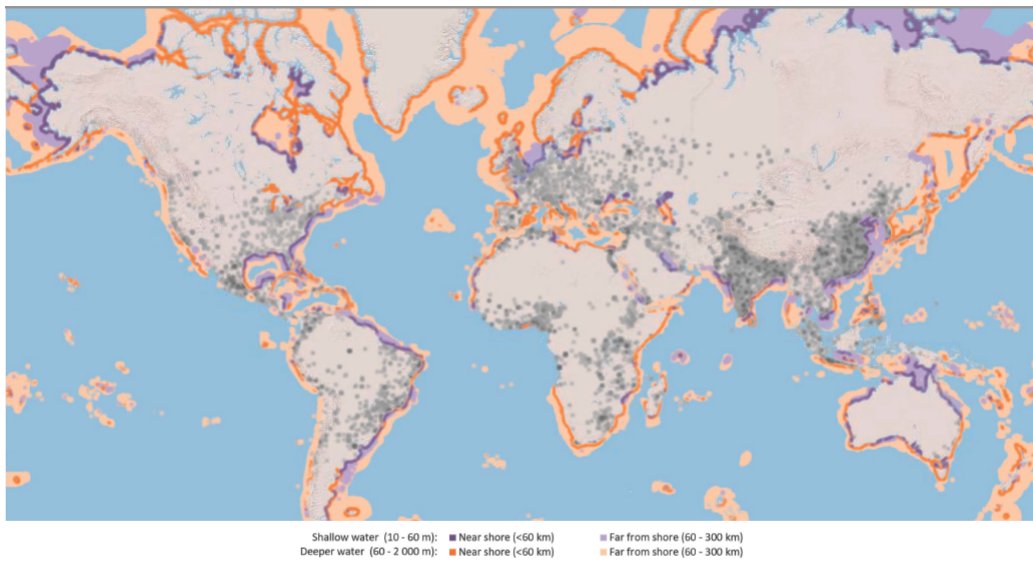 Shallow water (10 - 60 m): Near shore (<60 km) Far from shore (60 - 300 km)
Deeper water (60 - 2 000 m): Near shore (<60 km) Far from shore (60 - 300 km)